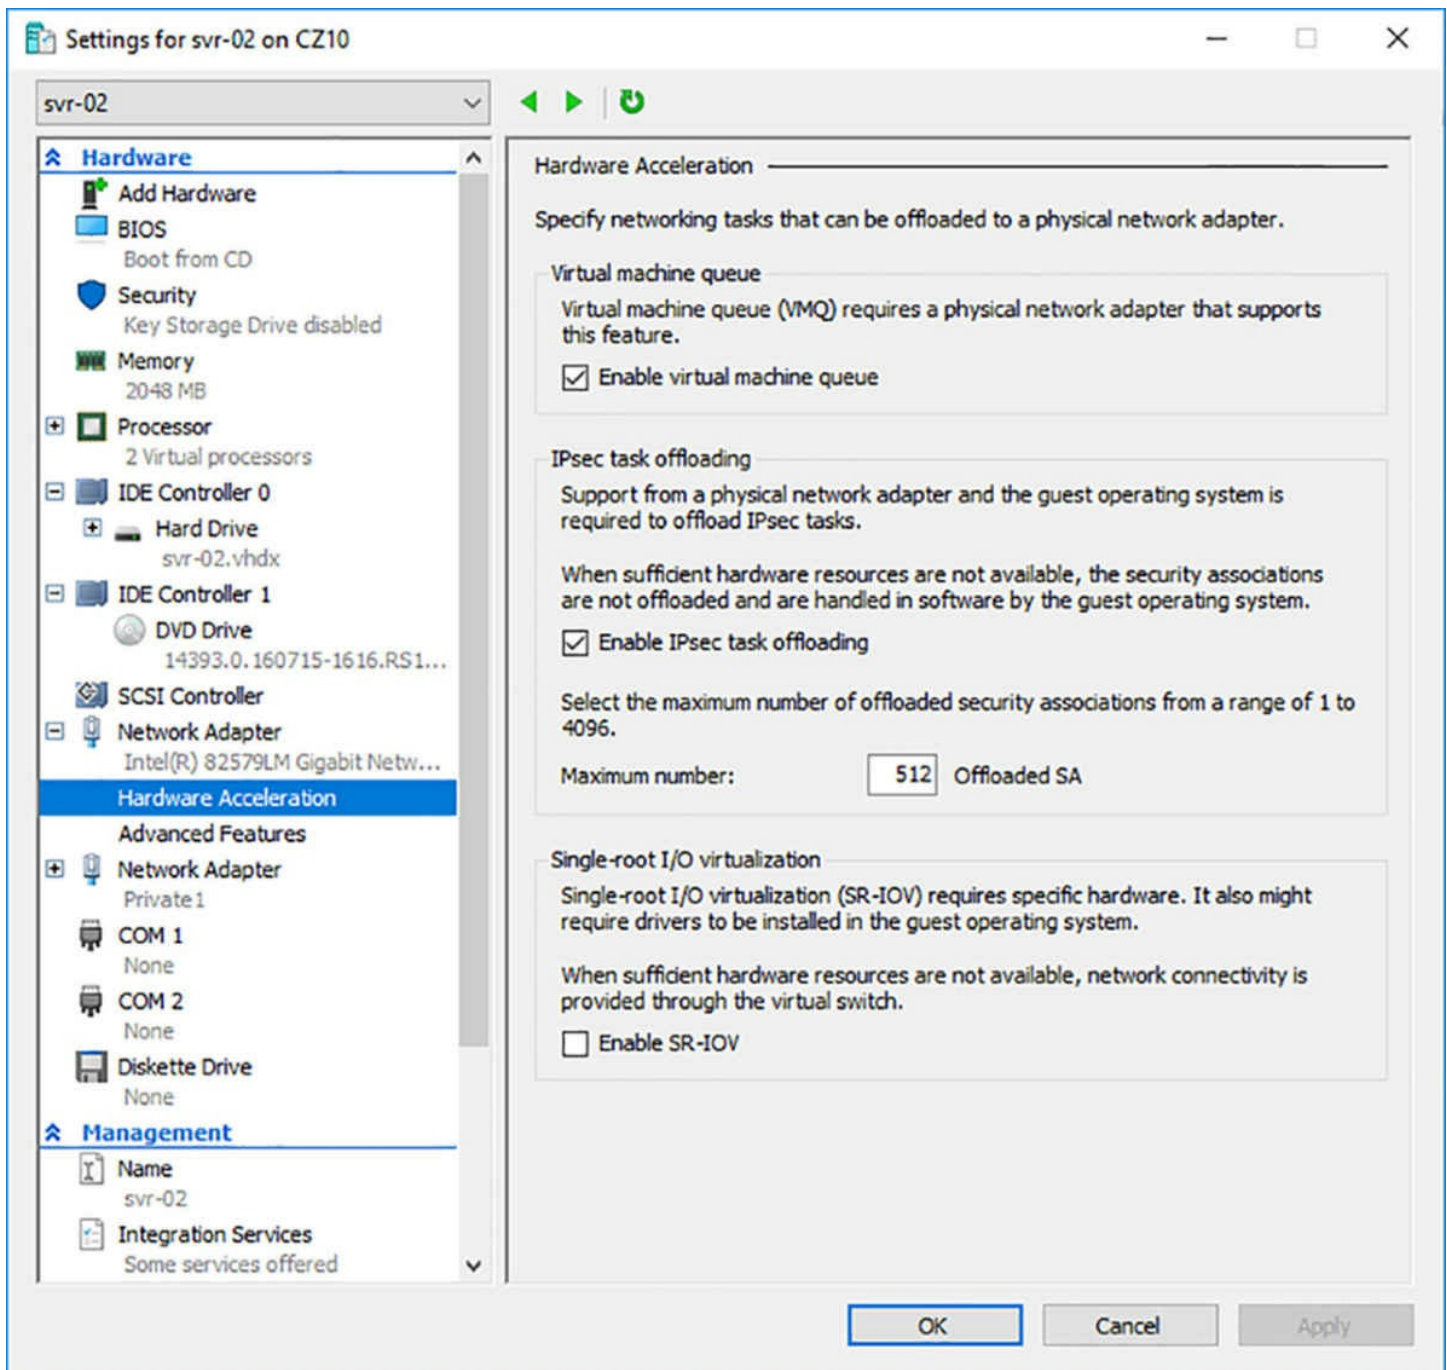 Settings for svr-02 on CZ10
svr-02
Hardware
Add Hardware
BIOS
Boot from CD
Security
Key Storage Drive disabled
Memory
2048 MB
Processor
2 Virtual processors
IDE Controller 0
Hard Drive
svr-02.vhdx
IDE Controller 1
DVD Drive
14393.0.160715-1616.RS1...
SCSI Controller
Network Adapter
Intel(R) 82579LM Gigabit Netw...
Hardware Acceleration
Advanced Features
Network Adapter
Private1
COM 1
None
COM 2
None
Diskette Drive
None
Management
Name
svr-02
Integration Services
Some services offered
Hardware Acceleration
Specify networking tasks that can be offloaded to a physical network adapter.
Virtual machine queue
Virtual machine queue (VMQ) requires a physical network adapter that supports
this feature.
Enable virtual machine queue
IPsec task offloading
Support from a physical network adapter and the guest operating system is
required to offload IPsec tasks.
When sufficient hardware resources are not available, the security associations
are not offloaded and are handled in software by the guest operating system.
Enable IPsec task offloading
Select the maximum number of offloaded security associations from a range of 1 to
4096.
Maximum number: 512 Offloaded SA
Single-root I/O virtualization
Single-root I/O virtualization (SR-IOV) requires specific hardware. It also might
require drivers to be installed in the guest operating system.
When sufficient hardware resources are not available, network connectivity is
provided through the virtual switch.
Enable SR-IOV
OK Cancel Apply